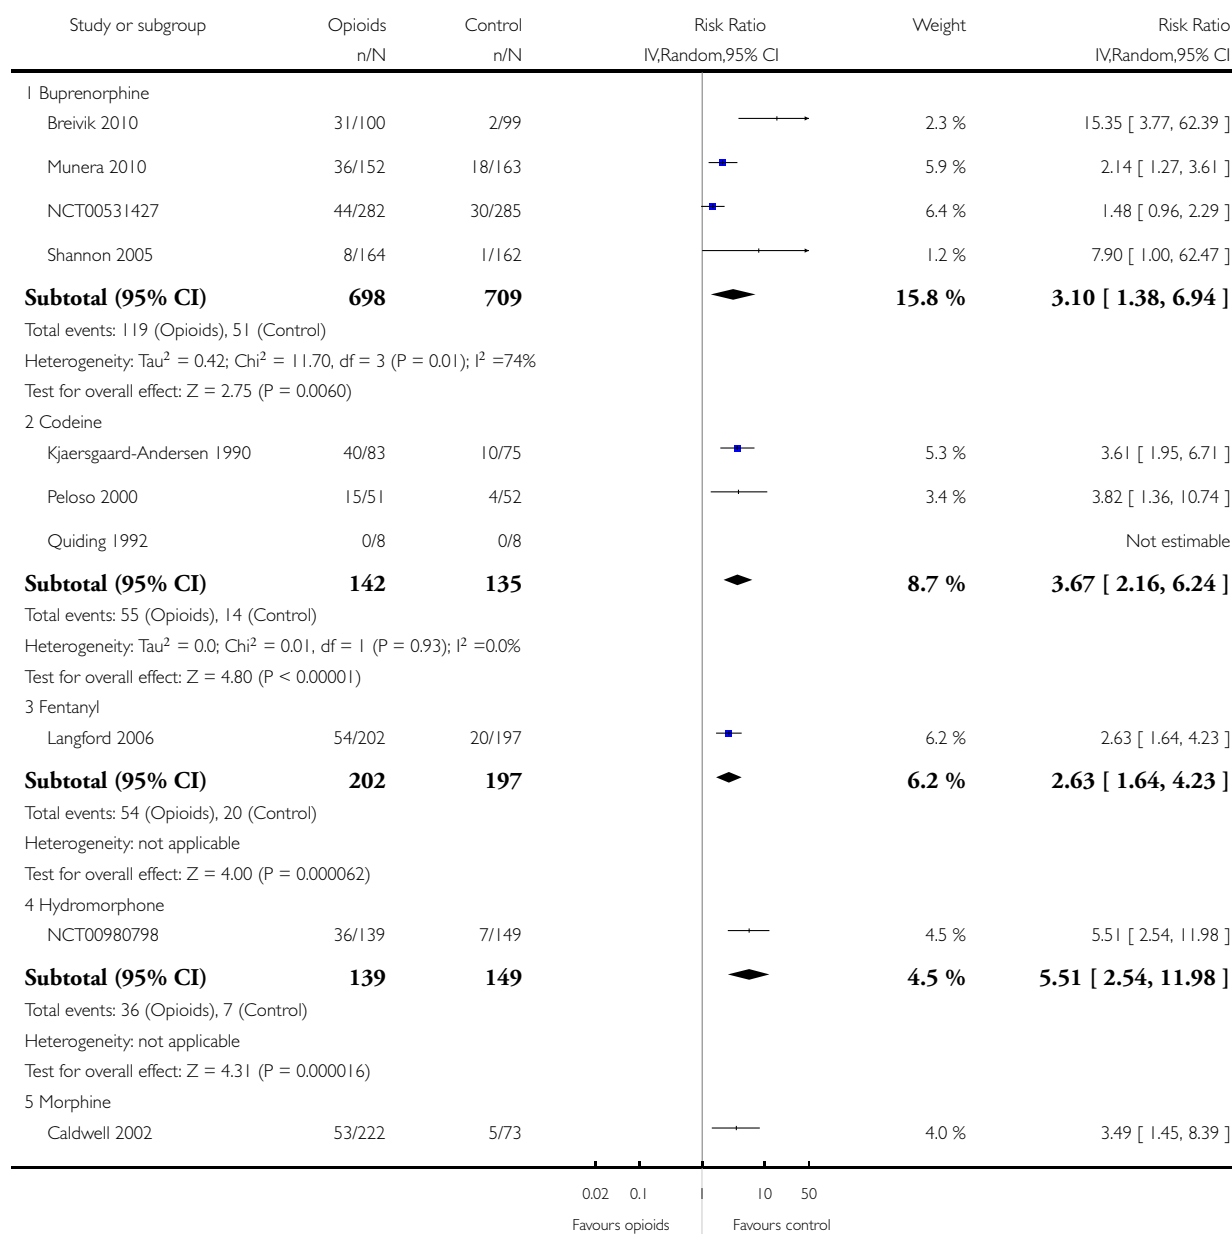 Study or subgroup Opioids Control Risk Ratio Weight Risk Ratio
n/N n/N IV,Random,95% CI IV,Random,95% CI
1 Buprenorphine
Breivik 2010 31/100 2/99 2.3 % 15.35 [ 3.77, 62.39 ]
Munera 2010 36/152 18/163 5.9 % 2.14 [ 1.27, 3.61 ]
NCT00531427 44/282 30/285 6.4 % 1.48 [ 0.96, 2.29 ]
Shannon 2005 8/164 1/162 1.2 % 7.90 [ 1.00, 62.47 ]
Subtotal (95% CI) 698 709 15.8 % 3.10 [ 1.38, 6.94 ]
Total events: 119 (Opioids), 51 (Control)
Heterogeneity: Tau² = 0.42; Chi² = 11.70, df = 3 (P = 0.01); I² =74%
Test for overall effect: Z = 2.75 (P = 0.0060)
2 Codeine
Kjaersgaard-Andersen 1990 40/83 10/75 5.3 % 3.61 [ 1.95, 6.71 ]
Peloso 2000 15/51 4/52 3.4 % 3.82 [ 1.36, 10.74 ]
Quiding 1992 0/8 0/8 Not estimable
Subtotal (95% CI) 142 135 8.7 % 3.67 [ 2.16, 6.24 ]
Total events: 55 (Opioids), 14 (Control)
Heterogeneity: Tau² = 0.0; Chi² = 0.01, df = 1 (P = 0.93); I² =0.0%
Test for overall effect: Z = 4.80 (P < 0.00001)
3 Fentanyl
Langford 2006 54/202 20/197 6.2 % 2.63 [ 1.64, 4.23 ]
Subtotal (95% CI) 202 197 6.2 % 2.63 [ 1.64, 4.23 ]
Total events: 54 (Opioids), 20 (Control)
Heterogeneity: not applicable
Test for overall effect: Z = 4.00 (P = 0.000062)
4 Hydromorphone
NCT00980798 36/139 7/149 4.5 % 5.51 [ 2.54, 11.98 ]
Subtotal (95% CI) 139 149 4.5 % 5.51 [ 2.54, 11.98 ]
Total events: 36 (Opioids), 7 (Control)
Heterogeneity: not applicable
Test for overall effect: Z = 4.31 (P = 0.000016)
5 Morphine
Caldwell 2002 53/222 5/73 4.0 % 3.49 [ 1.45, 8.39 ]
0.02 0.1 1 10 50
Favours opioids Favours control